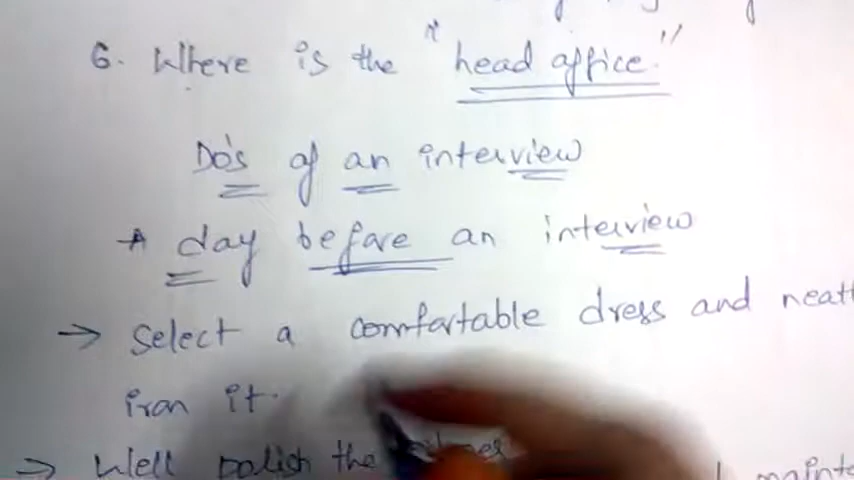 6. Where is the "head office."
Do's of an interview
A day before an interview
→ Select a comfortable dress and
iron it.
→ Well polish the